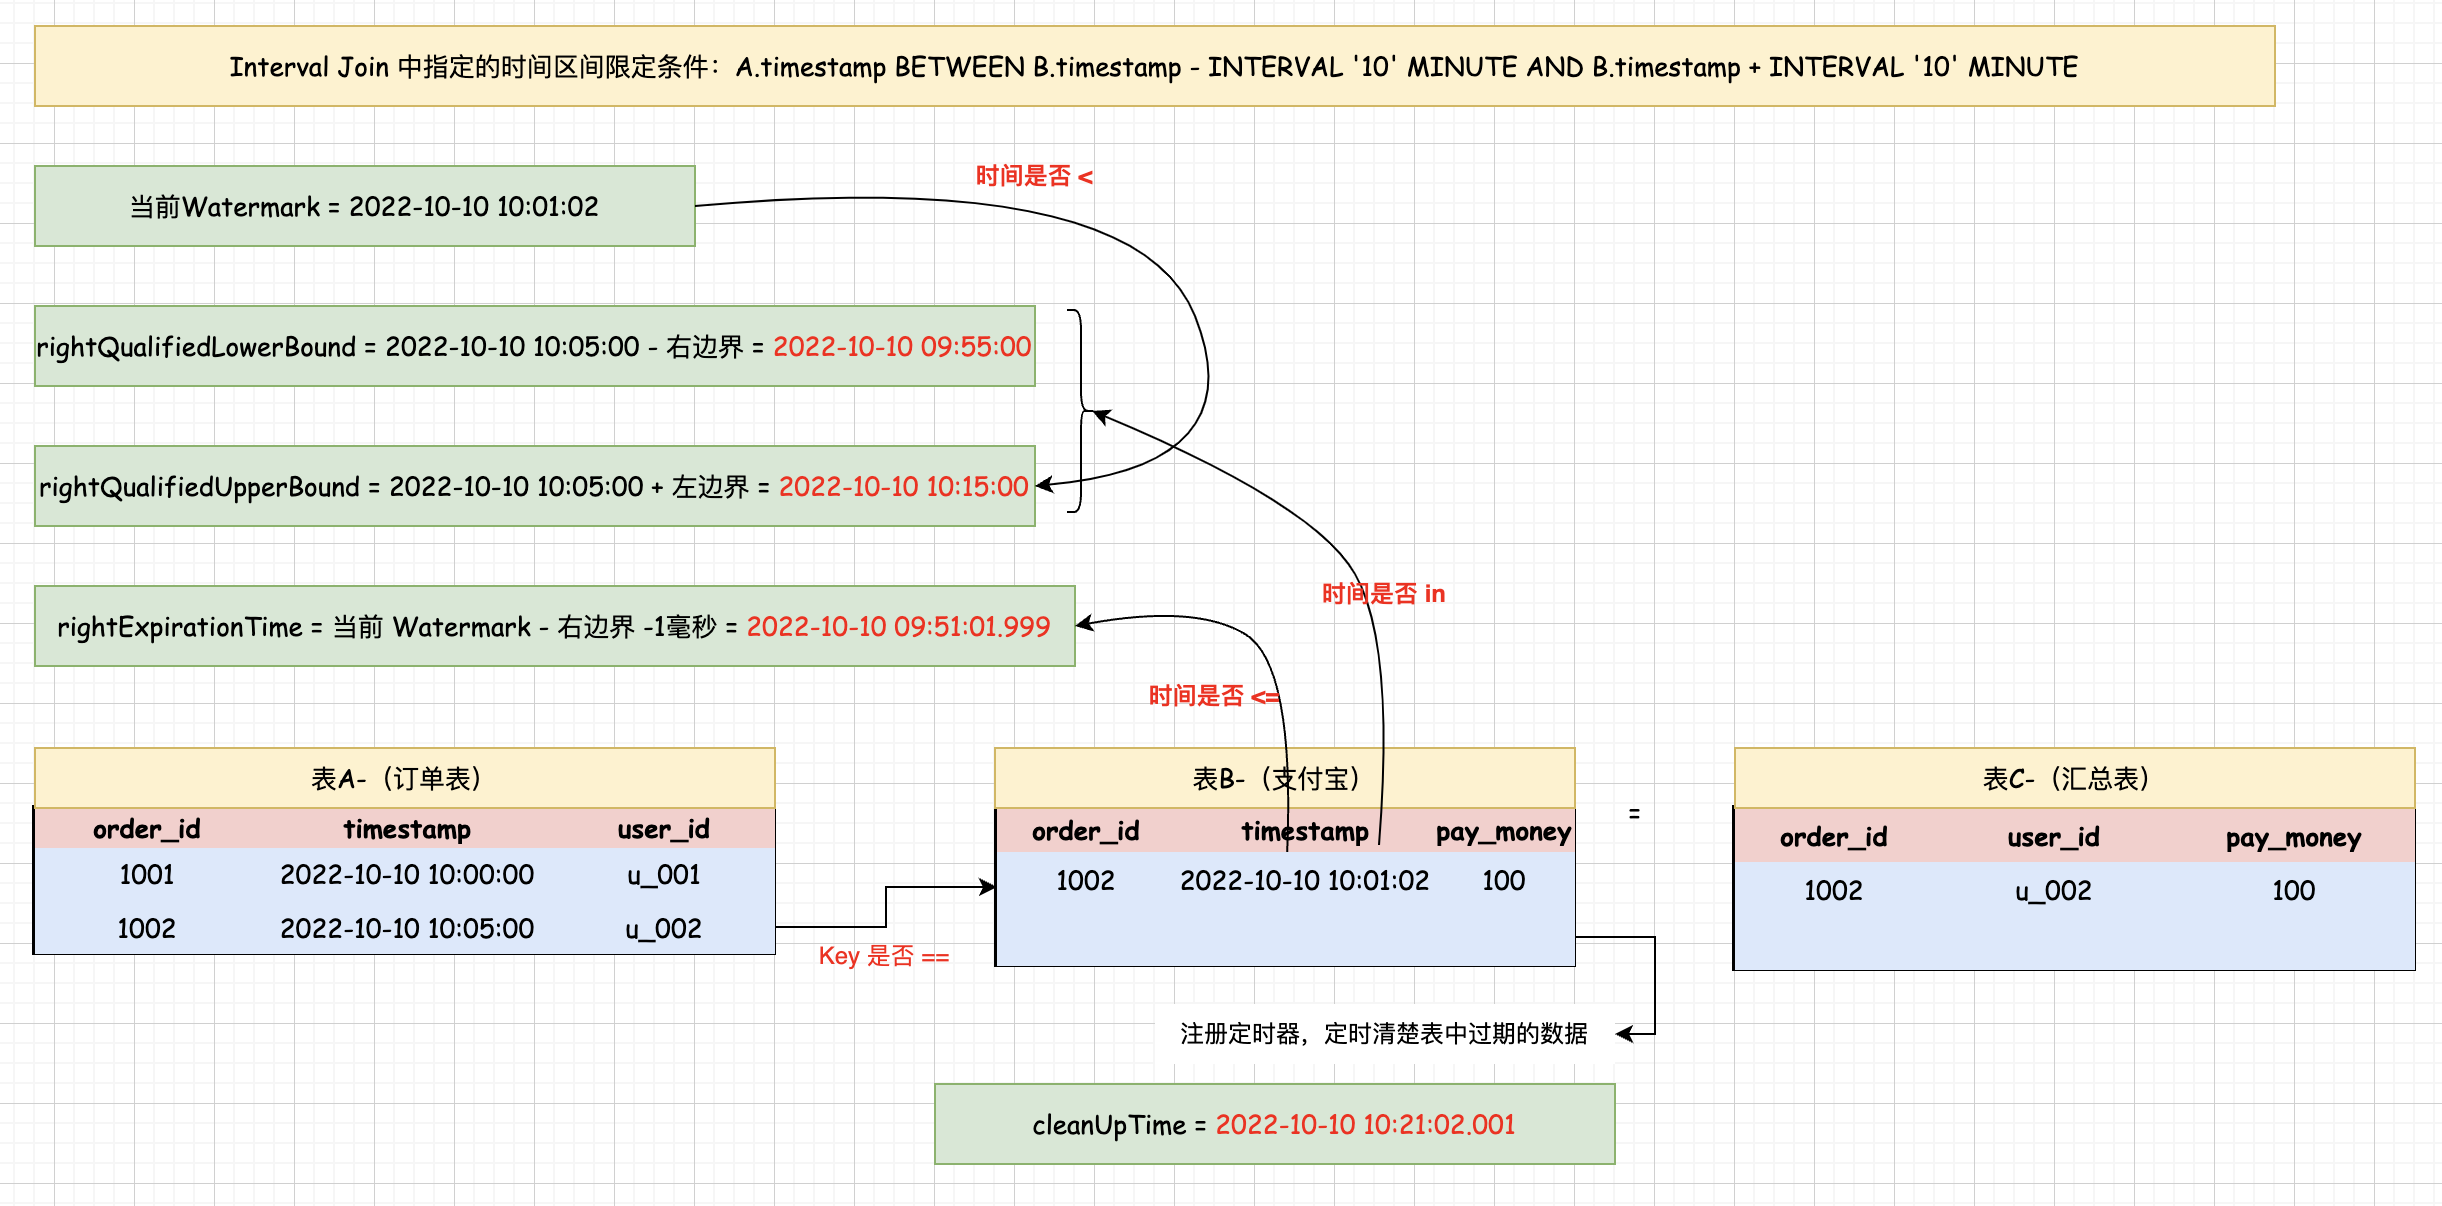 Interval Join 中指定的时间区间限定条件：A.timestamp BETWEEN B.timestamp - INTERVAL '10' MINUTE AND B.timestamp + INTERVAL '10' MINUTE
时间是否 <
当前Watermark = 2022-10-10 10:01:02
rightQualifiedLowerBound = 2022-10-10 10:05:00 - 右边界 = 2022-10-10 09:55:00
rightQualifiedUpperBound = 2022-10-10 10:05:00 + 左边界 = 2022-10-10 10:15:00
时间是否 in
rightExpirationTime = 当前 Watermark - 右边界 -1毫秒 = 2022-10-10 09:51:01.999
时间是否 <=
表A-（订单表）
order_id timestamp user_id
1001 2022-10-10 10:00:00 u_001
1002 2022-10-10 10:05:00 u_002
Key 是否 ==
表B-（支付宝）
order_id timestamp pay_money
1002 2022-10-10 10:01:02 100
=
表C-（汇总表）
order_id user_id pay_money
1002 u_002 100
注册定时器，定时清楚表中过期的数据
cleanUpTime = 2022-10-10 10:21:02.001